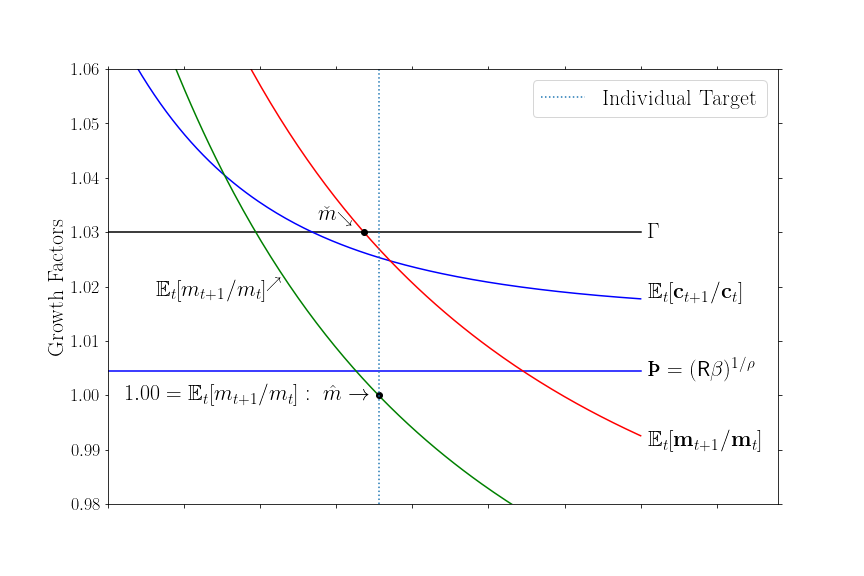 1.06
Individual Target
1.05
1.04
m̌
1.03
Γ
Growth Factors
𝔼ₜ[mₜ₊₁/mₜ]
1.02
𝔼ₜ[𝐜ₜ₊₁/𝐜ₜ]
1.01
Þ = (Rβ)^{1/ρ}
1.00 = 𝔼ₜ[mₜ₊₁/mₜ] : m̂ →
1.00
0.99
𝔼ₜ[𝐦ₜ₊₁/𝐦ₜ]
0.98